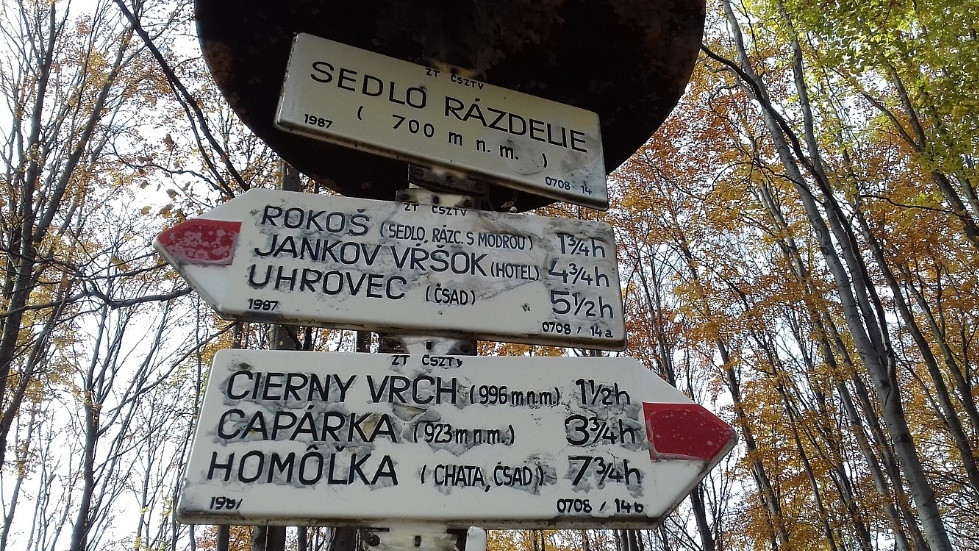 ZT ČSZTV
SEDLO RÁZDELIE
( 700 m n. m. )
1987
0708 14
ZT ČSZTV
ROKOŠ (SEDLO, RÁZC. S MODROU) 1¾h
JANKOV VŔŠOK (HOTEL) 4¾h
UHROVEC (ČSAD) 5½h
1987
0708 / 14a
ZT ČSZTV
ČIERNY VRCH (996 m n.m.) 1½h
CAPÁRKA (923 m n.m.) 3¾h
HOMÔĽKA (CHATA, ČSAD) 7¾h
1987
0708 / 14b